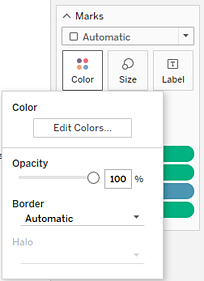 Marks
Automatic
Color
Size
Label
Color
Edit Colors...
Opacity
100 %
Border
Automatic
Halo